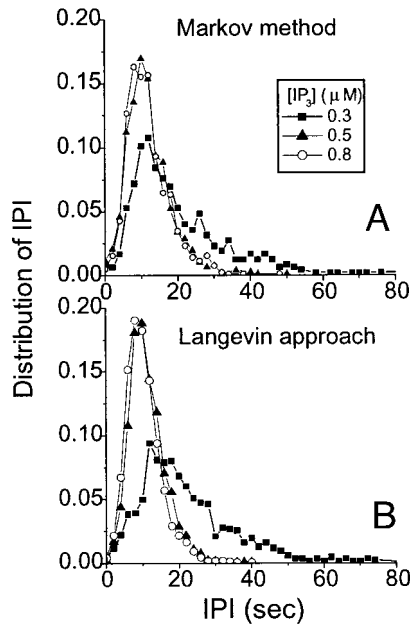 Markov method
[IP₃] (μM)
0.3
0.5
0.8
A
0.20
0.15
0.10
0.05
0.00
0 20 40 60 80
Distribution of IPI
Langevin approach
B
0.20
0.15
0.10
0.05
0.00
0 20 40 60 80
IPI (sec)